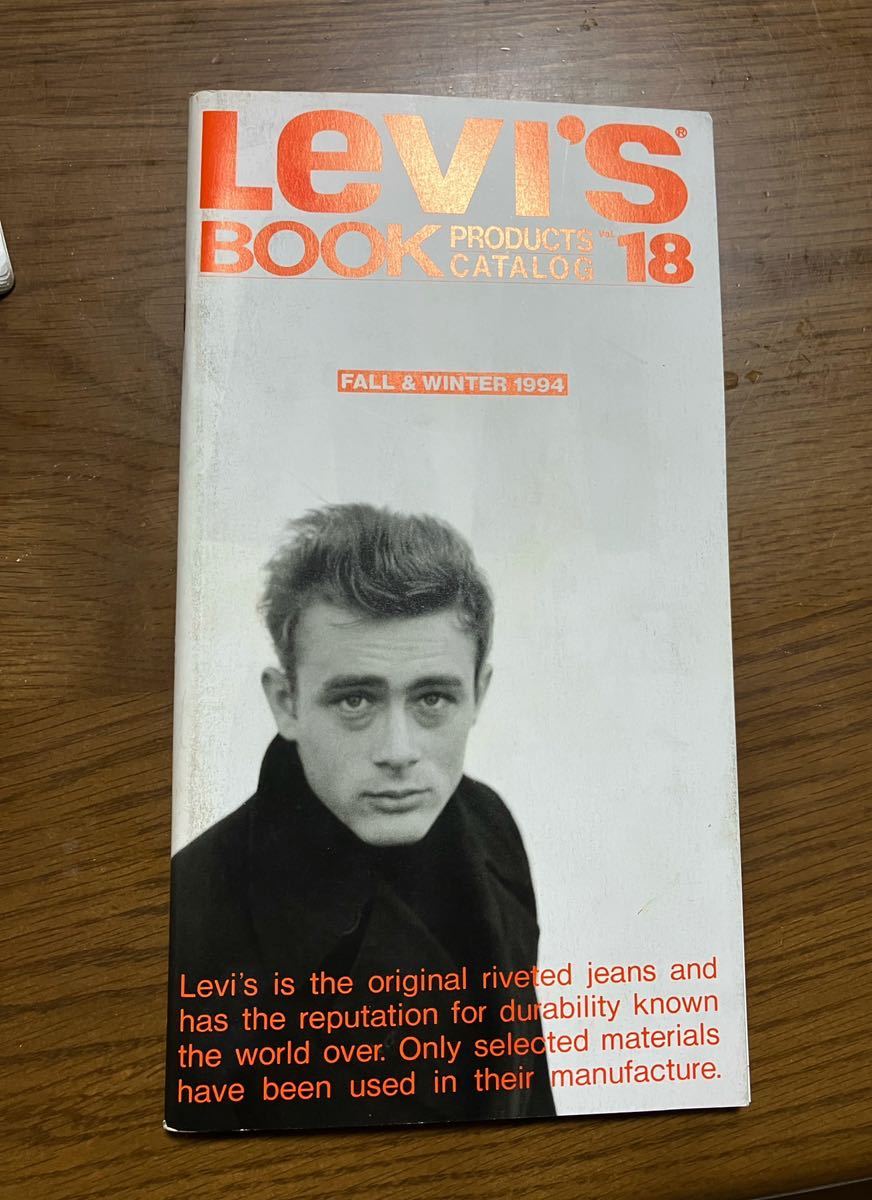 Levi's®
BOOK PRODUCTS CATALOG VOL. 18
FALL & WINTER 1994
Levi's is the original riveted jeans and
has the reputation for durability known
the world over. Only selected materials
have been used in their manufacture.